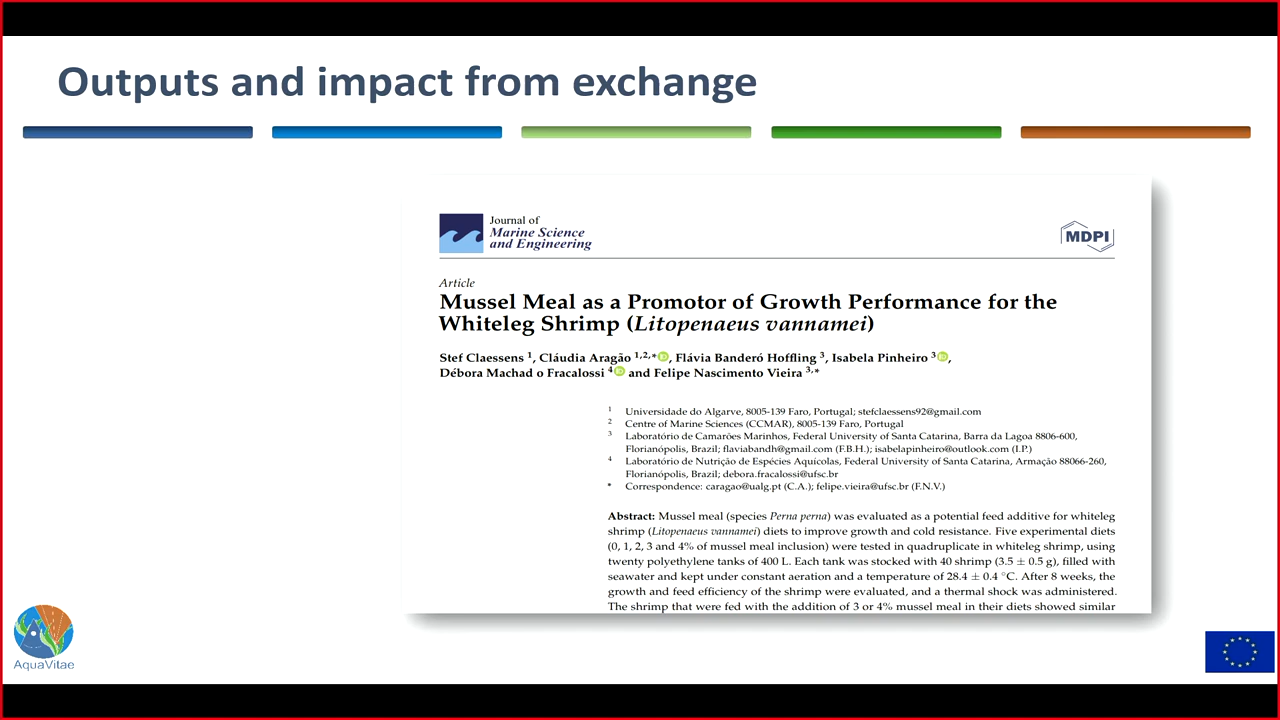 Outputs and impact from exchange
Journal of
Marine Science
and Engineering
MDPI
Article
Mussel Meal as a Promotor of Growth Performance for the
Whiteleg Shrimp (Litopenaeus vannamei)
Stef Claessens 1, Cláudia Aragão 1,2,*, Flávia Banderó Hoffling 3, Isabela Pinheiro 3,
Débora Machad o Fracalossi 4 and Felipe Nascimento Vieira 3,*
1 Universidade do Algarve, 8005-139 Faro, Portugal; stefclaessens92@gmail.com
2 Centre of Marine Sciences (CCMAR), 8005-139 Faro, Portugal
3 Laboratório de Camarões Marinhos, Federal University of Santa Catarina, Barra da Lagoa 8806-600,
Florianópolis, Brazil; flaviabandh@gmail.com (F.B.H.); isabelapinheiro@outlook.com (I.P.)
4 Laboratório de Nutrição de Espécies Aquícolas, Federal University of Santa Catarina, Armação 88066-260,
Florianópolis, Brazil; debora.fracalossi@ufsc.br
* Correspondence: caragao@ualg.pt (C.A.); felipe.vieira@ufsc.br (F.N.V.)
Abstract: Mussel meal (species Perna perna) was evaluated as a potential feed additive for whiteleg
shrimp (Litopenaeus vannamei) diets to improve growth and cold resistance. Five experimental diets
(0, 1, 2, 3 and 4% of mussel meal inclusion) were tested in quadruplicate in whiteleg shrimp, using
twenty polyethylene tanks of 400 L. Each tank was stocked with 40 shrimp (3.5 ± 0.5 g), filled with
seawater and kept under constant aeration and a temperature of 28.4 ± 0.4 °C. After 8 weeks, the
growth and feed efficiency of the shrimp were evaluated, and a thermal shock was administered.
The shrimp that were fed with the addition of 3 or 4% mussel meal in their diets showed similar
AquaVitae